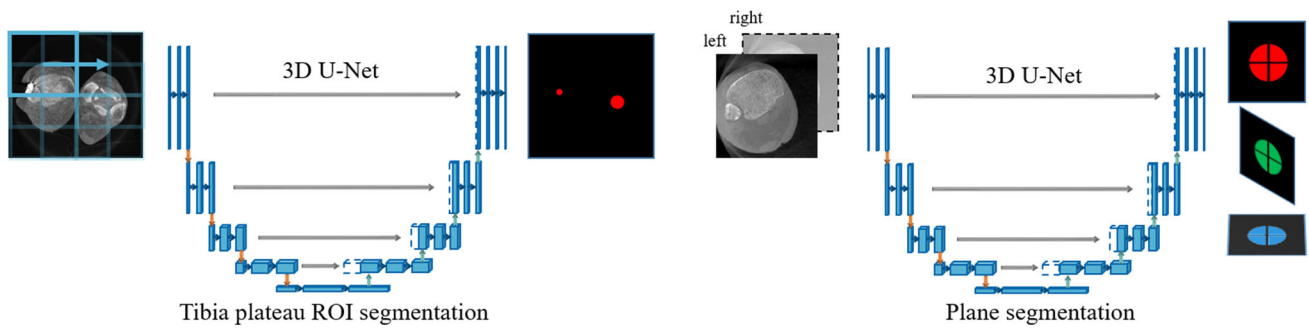 3D U-Net
Tibia plateau ROI segmentation
right
left
3D U-Net
Plane segmentation